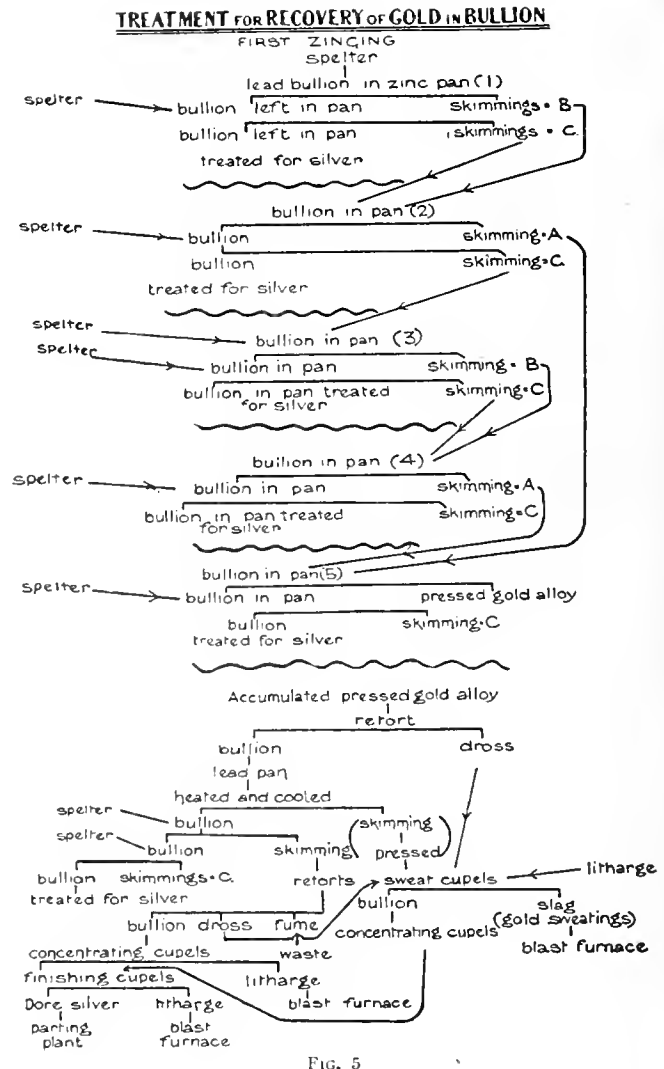 TREATMENT FOR RECOVERY OF GOLD IN BULLION
FIRST ZINGING
spelter
lead bullion in zinc pan (1)
spelter bullion left in pan skimmings = B
bullion left in pan skimmings = C.
treated for silver
bullion in pan (2)
spelter bullion skimming = A
bullion skimming = C.
treated for silver
spelter bullion in pan (3)
spelter bullion in pan skimming = B
bullion in pan treated skimming = C
for silver
bullion in pan (4)
spelter bullion in pan skimming = A
bullion in pan treated skimming = C
for silver
bullion in pan (5)
spelter bullion in pan pressed gold alloy
bullion skimming = C
treated for silver
Accumulated pressed gold alloy
retort
bullion dross
lead pan
heated and cooled
spelter bullion (skimming
spelter bullion skimming pressed)
bullion skimmings = C. retorts sweat cupels litharge
treated for silver bullion slag
bullion dross fume concentrating cupels (gold sweatings)
concentrating cupels waste blast furnace
finishing cupels litharge
Dore silver litharge blast furnace
parting blast
plant furnace
FIG. 5